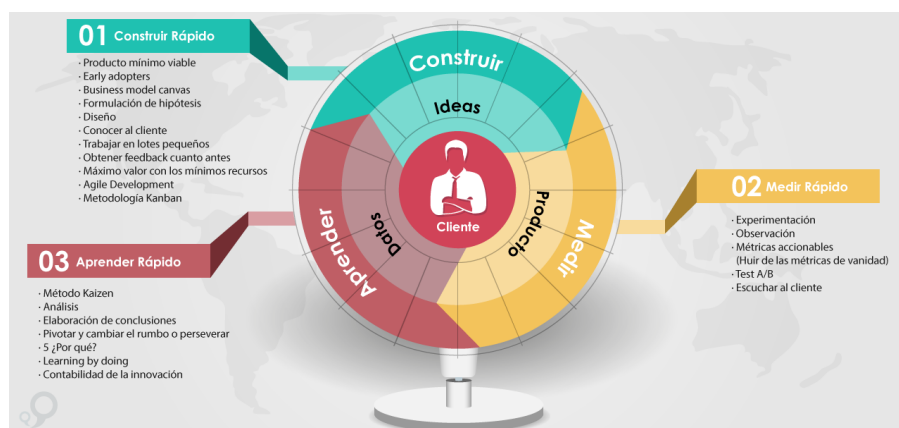 01 Construir Rápido
· Producto mínimo viable
· Early adopters
· Business model canvas
· Formulación de hipótesis
· Diseño
· Conocer al cliente
· Trabajar en lotes pequeños
· Obtener feedback cuanto antes
· Máximo valor con los mínimos recursos
· Agile Development
· Metodología Kanban
Construir
Ideas
Cliente
Producto
Medir
Datos
Aprender
02 Medir Rápido
· Experimentación
· Observación
· Métricas accionables
(Huir de las métricas de vanidad)
· Test A/B
· Escuchar al cliente
03 Aprender Rápido
· Método Kaizen
· Análisis
· Elaboración de conclusiones
· Pivotar y cambiar el rumbo o perseverar
· 5 ¿Por qué?
· Learning by doing
· Contabilidad de la innovación